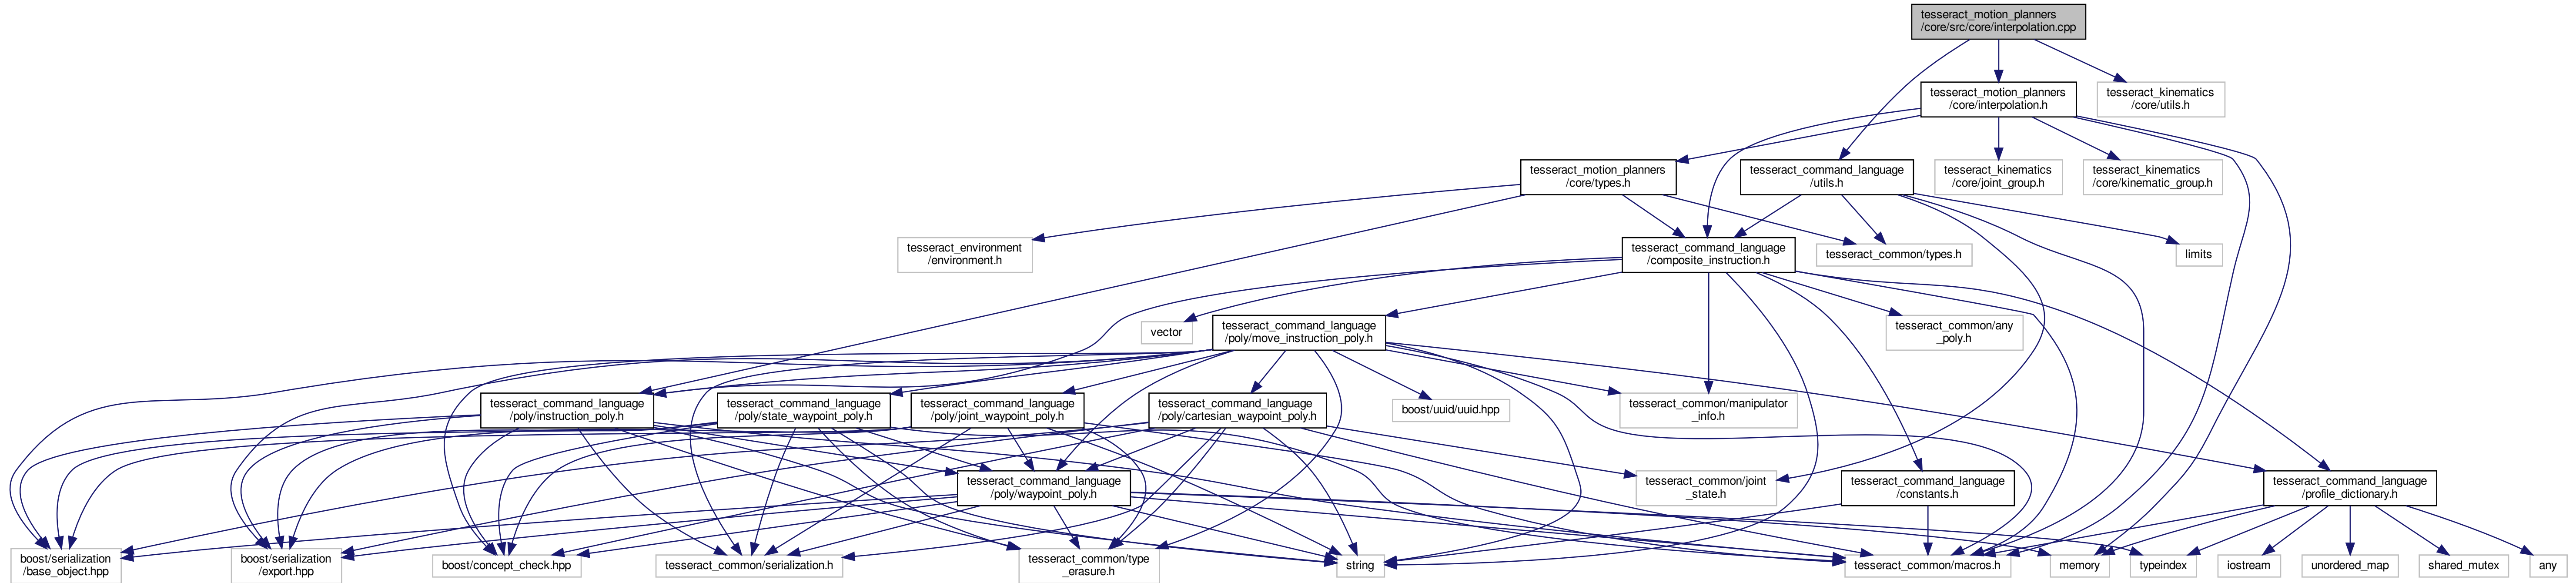 tesseract_motion_planners
/core/src/core/interpolation.cpp
tesseract_motion_planners
/core/interpolation.h
tesseract_kinematics
/core/utils.h
tesseract_motion_planners
/core/types.h
tesseract_command_language
/utils.h
tesseract_kinematics
/core/joint_group.h
tesseract_kinematics
/core/kinematic_group.h
tesseract_environment
/environment.h
tesseract_command_language
/composite_instruction.h
tesseract_common/types.h
limits
vector
tesseract_command_language
/poly/move_instruction_poly.h
tesseract_common/any
_poly.h
tesseract_command_language
/poly/instruction_poly.h
tesseract_command_language
/poly/state_waypoint_poly.h
tesseract_command_language
/poly/joint_waypoint_poly.h
tesseract_command_language
/poly/cartesian_waypoint_poly.h
boost/uuid/uuid.hpp
tesseract_common/manipulator
_info.h
tesseract_command_language
/poly/waypoint_poly.h
tesseract_common/joint
_state.h
tesseract_command_language
/constants.h
tesseract_command_language
/profile_dictionary.h
boost/serialization
/base_object.hpp
boost/serialization
/export.hpp
boost/concept_check.hpp
tesseract_common/serialization.h
tesseract_common/type
_erasure.h
string
tesseract_common/macros.h
memory
typeindex
iostream
unordered_map
shared_mutex
any